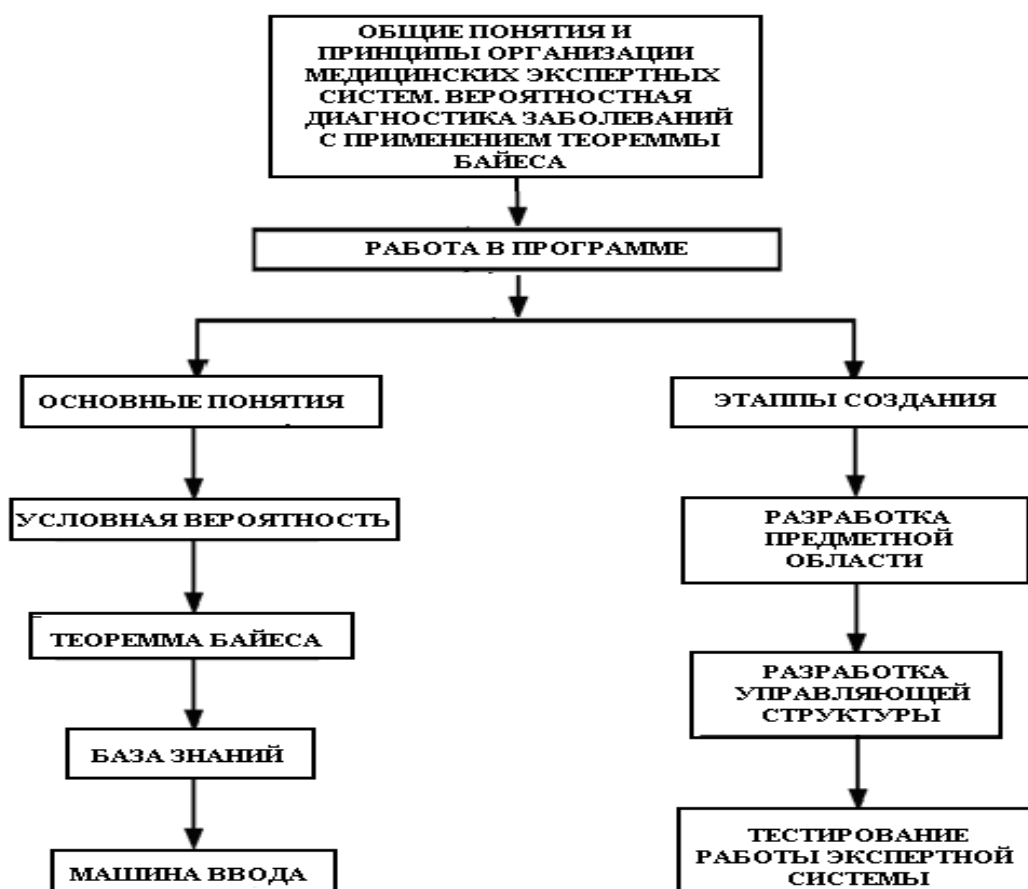 ОБЩИЕ ПОНЯТИЯ И
ПРИНЦИПЫ ОРГАНИЗАЦИИ
МЕДИЦИНСКИХ ЭКСПЕРТНЫХ
СИСТЕМ. ВЕРОЯТНОСТНАЯ
ДИАГНОСТИКА ЗАБОЛЕВАНИЙ
С ПРИМЕНЕНИЕМ ТЕОРЕММЫ
БАЙЕСА
РАБОТА В ПРОГРАММЕ
ОСНОВНЫЕ ПОНЯТИЯ
УСЛОВНАЯ ВЕРОЯТНОСТЬ
ТЕОРЕММА БАЙЕСА
БАЗА ЗНАНИЙ
МАШИНА ВВОДА
ЭТАППЫ СОЗДАНИЯ
РАЗРАБОТКА
ПРЕДМЕТНОЙ
ОБЛАСТИ
РАЗРАБОТКА
УПРАВЛЯЮЩЕЙ
СТРУКТУРЫ
ТЕСТИРОВАНИЕ
РАБОТЫ ЭКСПЕРТНОЙ
СИСТЕМЫ